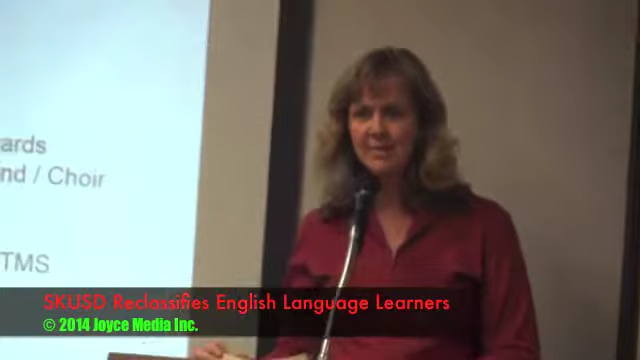 ards
nd / Choir
TMS
SKUSD Reclassifies English Language Learners
© 2014 Joyce Media Inc.